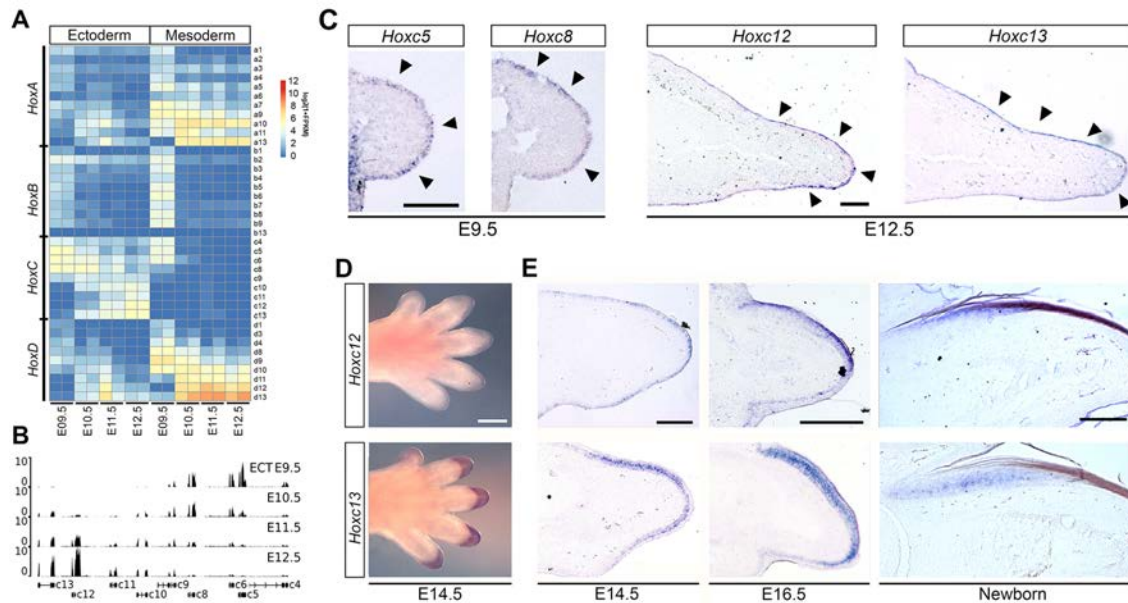 A
Ectoderm Mesoderm
HoxA
HoxB
HoxC
HoxD
a1
a2
a3
a4
a5
a6
a7
a9
a10
a11
a13
b1
b2
b3
b4
b5
b6
b7
b8
b9
b13
c4
c5
c6
c8
c9
c10
c11
c12
c13
d1
d3
d4
d8
d9
d10
d11
d12
d13
12
10
8
6
4
2
0
log2(1+FPKM)
E09.5 E10.5 E11.5 E12.5 E09.5 E10.5 E11.5 E12.5
B
10
0
ECT E9.5
10
0
E10.5
10
0
E11.5
10
0
E12.5
c13 c11 c9 c6 c4
c12 c10 c8 c5
C
Hoxc5 Hoxc8 Hoxc12 Hoxc13
E9.5 E12.5
D E
Hoxc12
Hoxc13
E14.5 E14.5 E16.5 Newborn